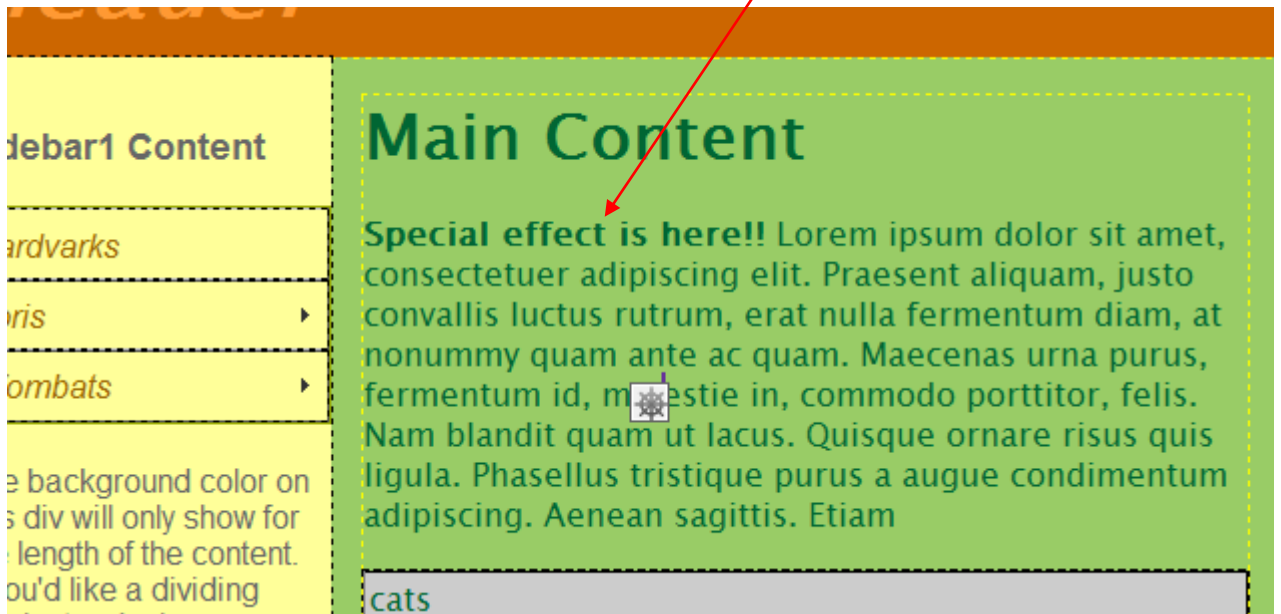 debar1 Content
ardvarks
oris
ombats
e background color on
s div will only show for
length of the content.
ou'd like a dividing
Main Content
Special effect is here!! Lorem ipsum dolor sit amet,
consectetuer adipiscing elit. Praesent aliquam, justo
convallis luctus rutrum, erat nulla fermentum diam, at
nonummy quam ante ac quam. Maecenas urna purus,
fermentum id, m estie in, commodo porttitor, felis.
Nam blandit quam ut lacus. Quisque ornare risus quis
ligula. Phasellus tristique purus a augue condimentum
adipiscing. Aenean sagittis. Etiam
cats